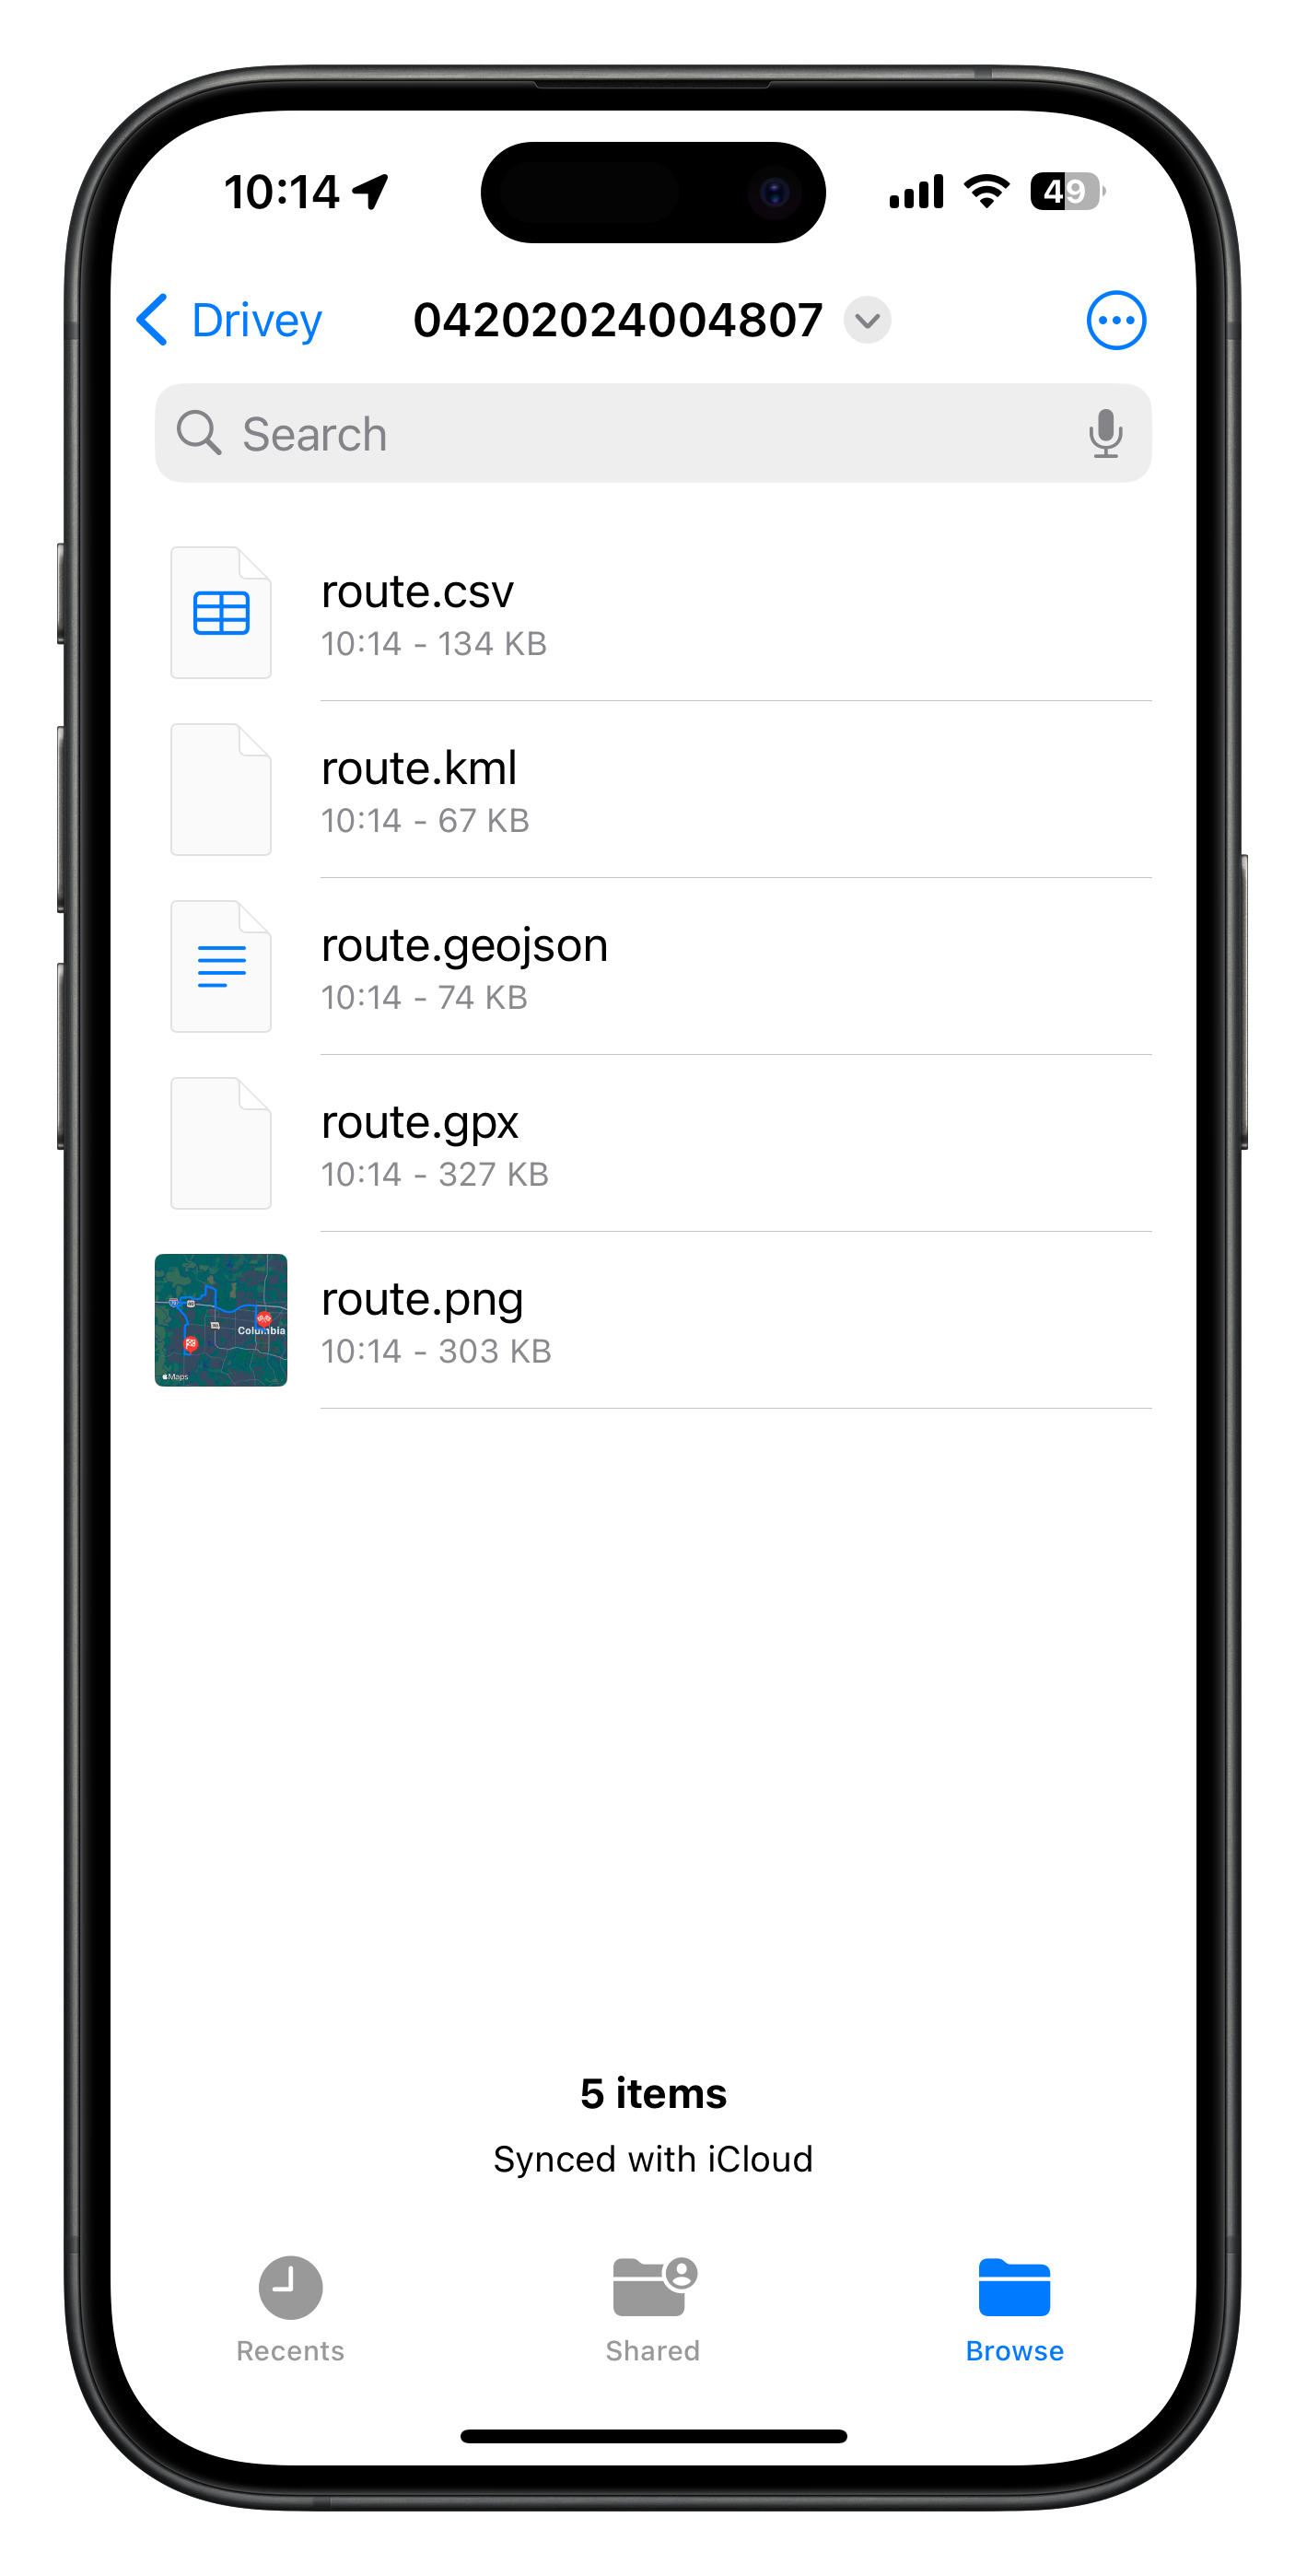 10:14
49
Drivey
04202024004807
Search
route.csv
10:14 - 134 KB
route.kml
10:14 - 67 KB
route.geojson
10:14 - 74 KB
route.gpx
10:14 - 327 KB
Columbia
Maps
route.png
10:14 - 303 KB
5 items
Synced with iCloud
Recents
Shared
Browse